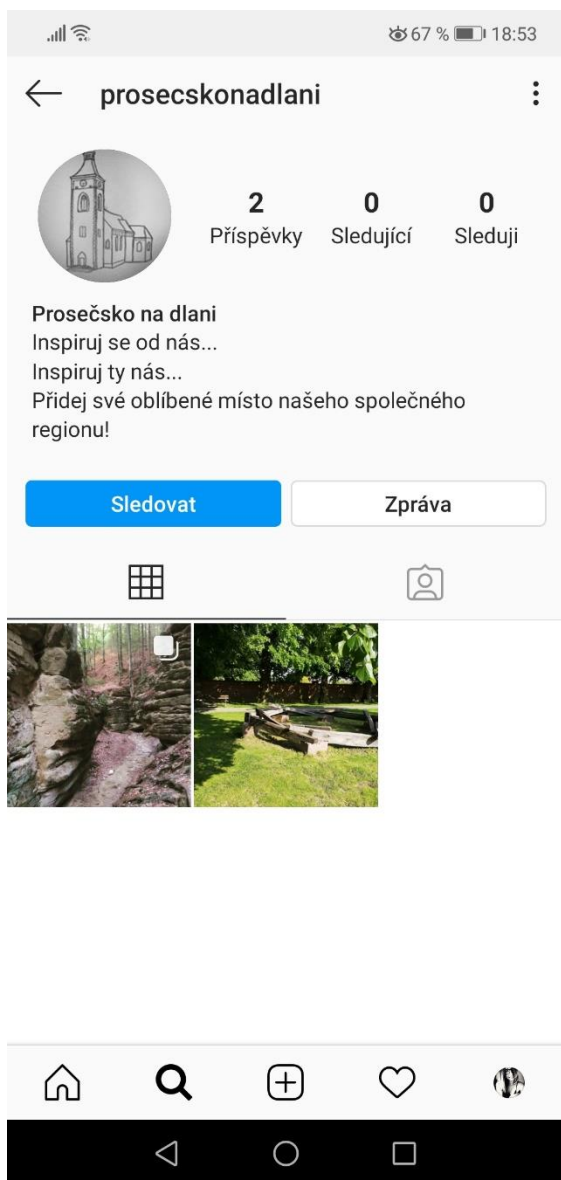 67 % 18:53
prosecskonadlani
2 0 0
Příspěvky Sledující Sleduji
Prosečsko na dlani
Inspiruj se od nás...
Inspiruj ty nás...
Přidej své oblíbené místo našeho společného
regionu!
Sledovat Zpráva